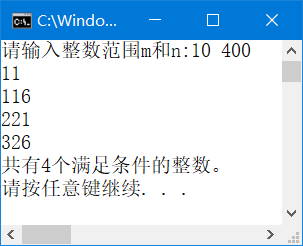 C:\Windo...
请输入整数范围m和n:10 400
11
116
221
326
共有4个满足条件的整数。
请按任意键继续. . .